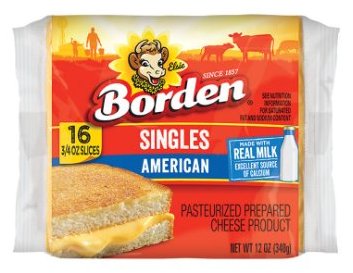 Elsie
SINCE 1857
Borden®
SEE NUTRITION
INFORMATION
FOR SATURATED
FAT AND SODIUM CONTENT
16
3/4 OZ SLICES
SINGLES
AMERICAN
MADE WITH
REAL MILK
EXCELLENT SOURCE
OF CALCIUM
PASTEURIZED PREPARED
CHEESE PRODUCT
NET WT 12 OZ (340g)